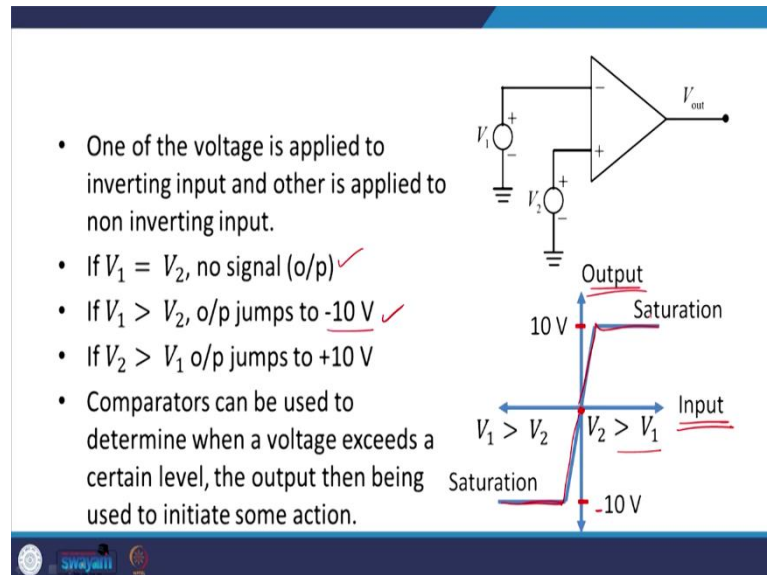 • One of the voltage is applied to
inverting input and other is applied to
non inverting input.
• If V₁ = V₂, no signal (o/p)
• If V₁ > V₂, o/p jumps to -10 V
• If V₂ > V₁ o/p jumps to +10 V
• Comparators can be used to
determine when a voltage exceeds a
certain level, the output then being
used to initiate some action.
V₁
+
−
V₂
+
−
−
+
V_out
Output
10 V
Saturation
Input
V₁ > V₂
V₂ > V₁
Saturation
-10 V
swayam